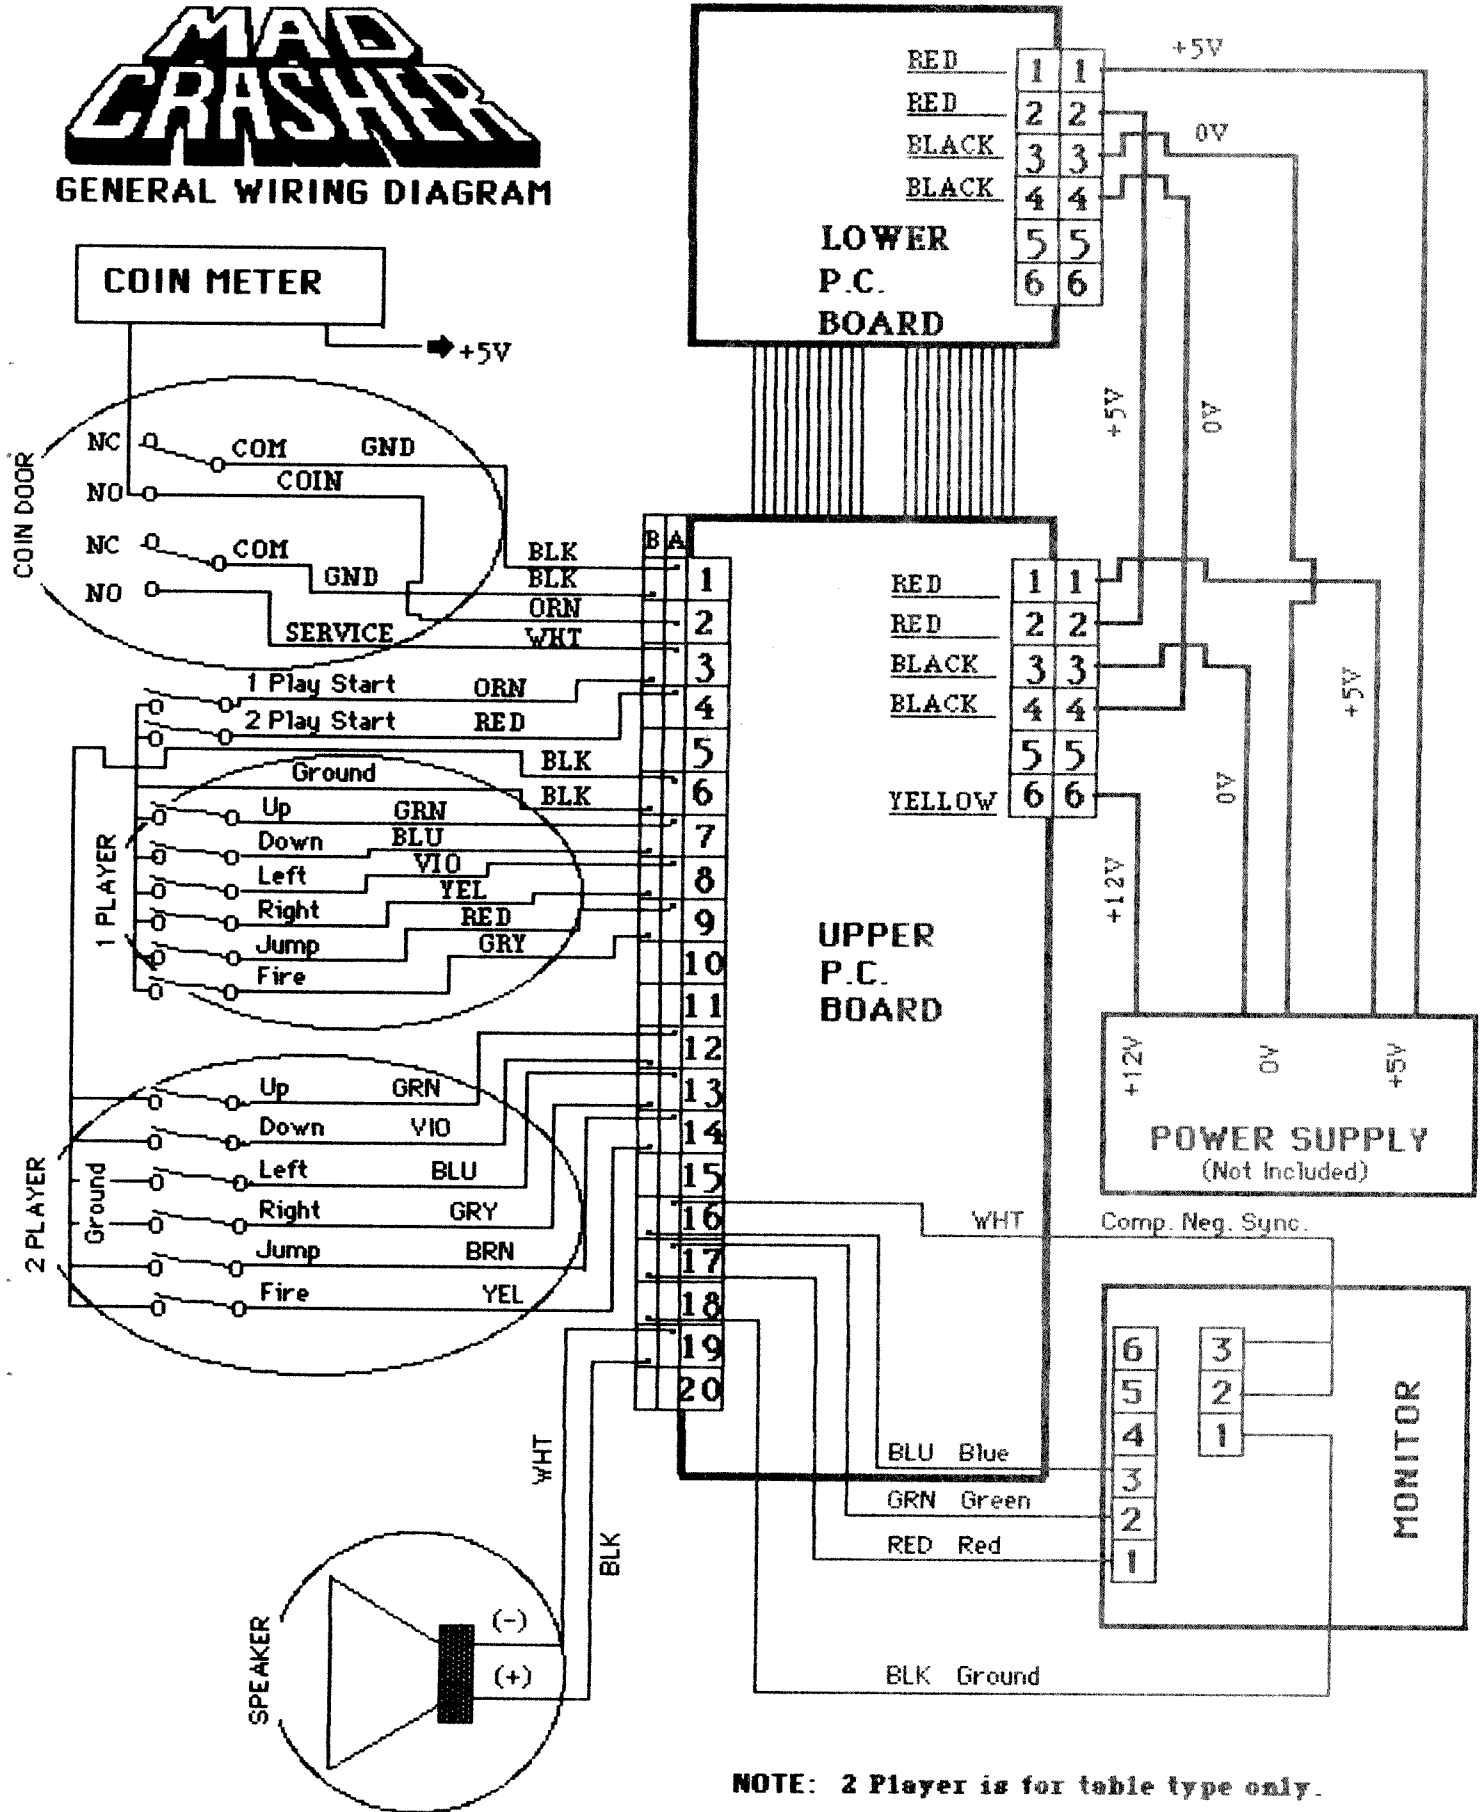 MAD
CRASHER
GENERAL WIRING DIAGRAM
COIN METER
+5V
COIN DOOR
NC
COM
GND
NO
COIN
NC
COM
GND
NO
SERVICE
BLK
BLK
ORN
WHT
1 Play Start ORN
2 Play Start RED
BLK
Ground
BLK
1 PLAYER
Up GRN
Down BLU
Left VIO
Right YEL
Jump RED
Fire GRY
2 PLAYER
Ground
Up GRN
Down VIO
Left BLU
Right GRY
Jump BRN
Fire YEL
B A
1
2
3
4
5
6
7
8
9
10
11
12
13
14
15
16
17
18
19
20
WHT
BLK
SPEAKER
(-)
(+)
RED 1 1 +5V
RED 2 2
BLACK 3 3 0V
BLACK 4 4
5 5
6 6
LOWER
P.C.
BOARD
+5V
0V
RED 1 1
RED 2 2
BLACK 3 3
BLACK 4 4
5 5
YELLOW 6 6
+5V
0V
+12V
UPPER
P.C.
BOARD
+12V
0V
+5V
POWER SUPPLY
(Not Included)
WHT Comp. Neg. Sync.
6
5
4
3
2
1
3
2
1
MONITOR
BLU Blue
GRN Green
RED Red
BLK Ground
NOTE: 2 Player is for table type only.